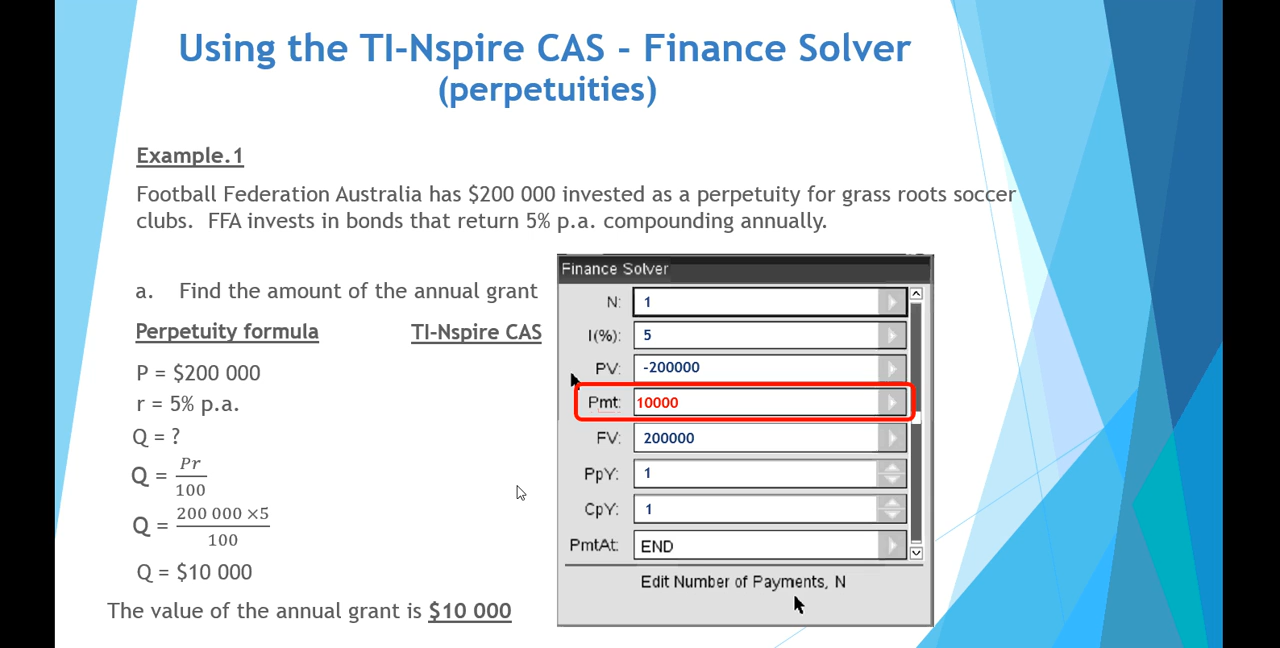 Using the TI-Nspire CAS - Finance Solver
(perpetuities)
Example.1
Football Federation Australia has $200 000 invested as a perpetuity for grass roots soccer
clubs. FFA invests in bonds that return 5% p.a. compounding annually.
a. Find the amount of the annual grant
Perpetuity formula
P = $200 000
r = 5% p.a.
Q = ?
Q = Pr/100
Q = 200 000 ×5/100
Q = $10 000
The value of the annual grant is $10 000
TI-Nspire CAS
Finance Solver
N: 1
I(%): 5
PV: -200000
Pmt: 10000
FV: 200000
PpY: 1
CpY: 1
PmtAt: END
Edit Number of Payments, N